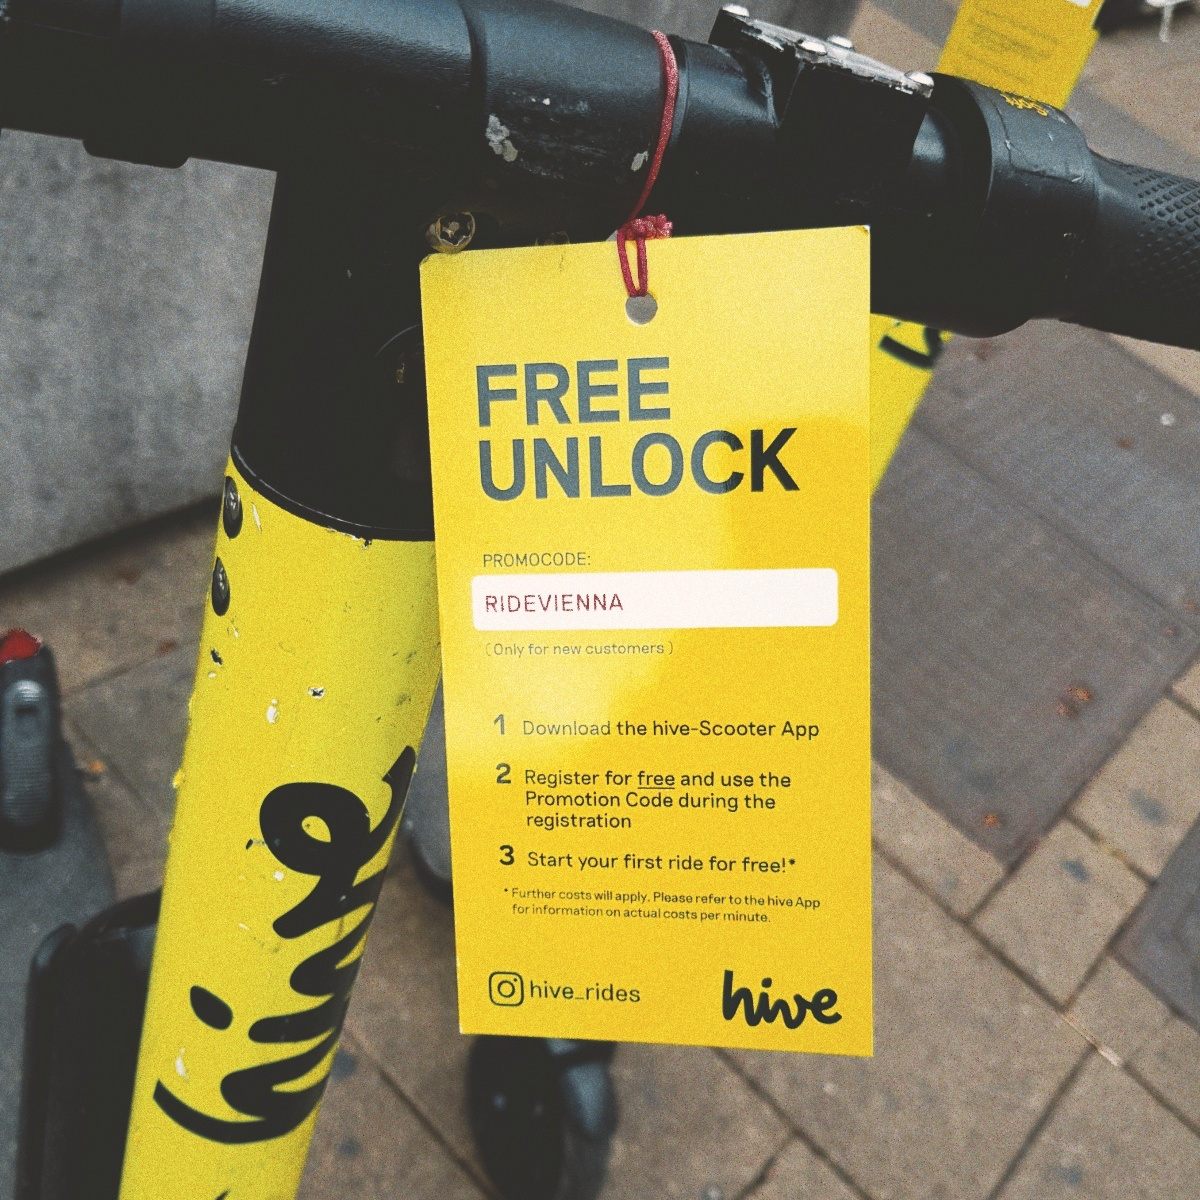 FREE
UNLOCK
PROMOCODE:
RIDEVIENNA
(Only for new customers)
1 Download the hive-Scooter App
2 Register for free and use the
Promotion Code during the
registration
3 Start your first ride for free!*
* Further costs will apply. Please refer to the hive App
for information on actual costs per minute.
hive_rides
hive
hive